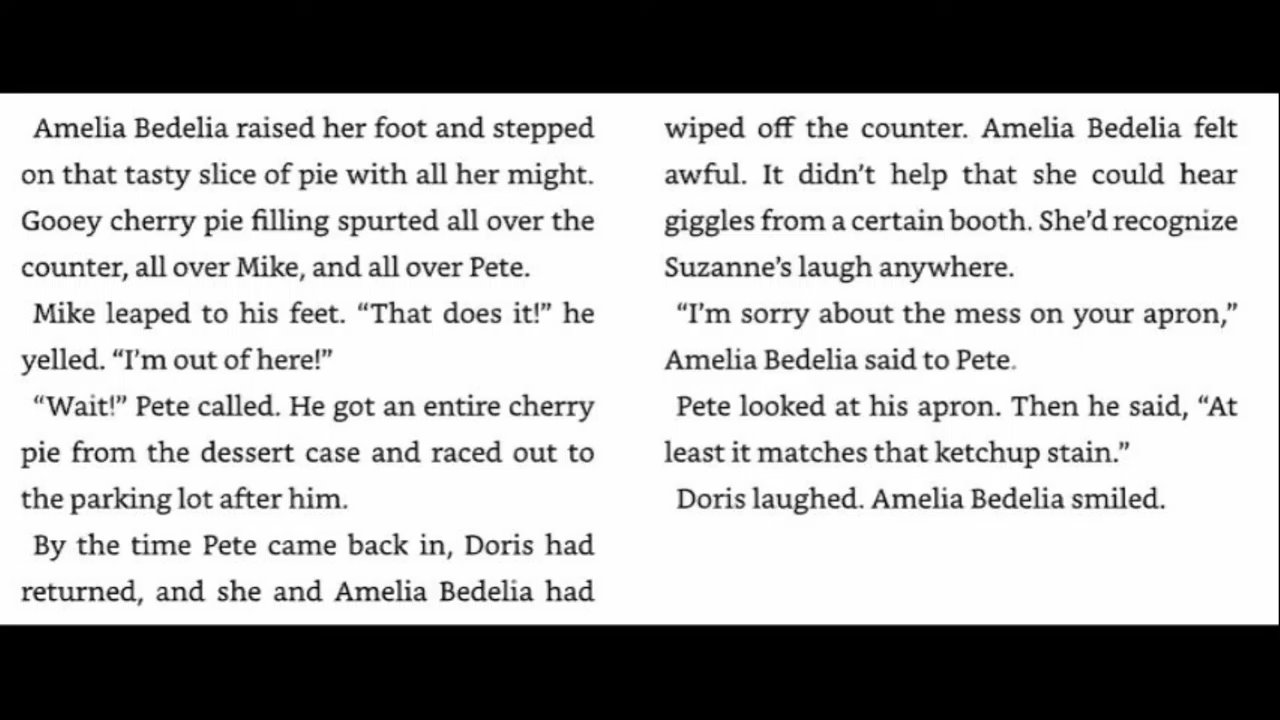 Amelia Bedelia raised her foot and stepped
on that tasty slice of pie with all her might.
Gooey cherry pie filling spurted all over the
counter, all over Mike, and all over Pete.
Mike leaped to his feet. “That does it!” he
yelled. “I’m out of here!”
“Wait!” Pete called. He got an entire cherry
pie from the dessert case and raced out to
the parking lot after him.
By the time Pete came back in, Doris had
returned, and she and Amelia Bedelia had
wiped off the counter. Amelia Bedelia felt
awful. It didn’t help that she could hear
giggles from a certain booth. She’d recognize
Suzanne’s laugh anywhere.
“I’m sorry about the mess on your apron,”
Amelia Bedelia said to Pete.
Pete looked at his apron. Then he said, “At
least it matches that ketchup stain.”
Doris laughed. Amelia Bedelia smiled.